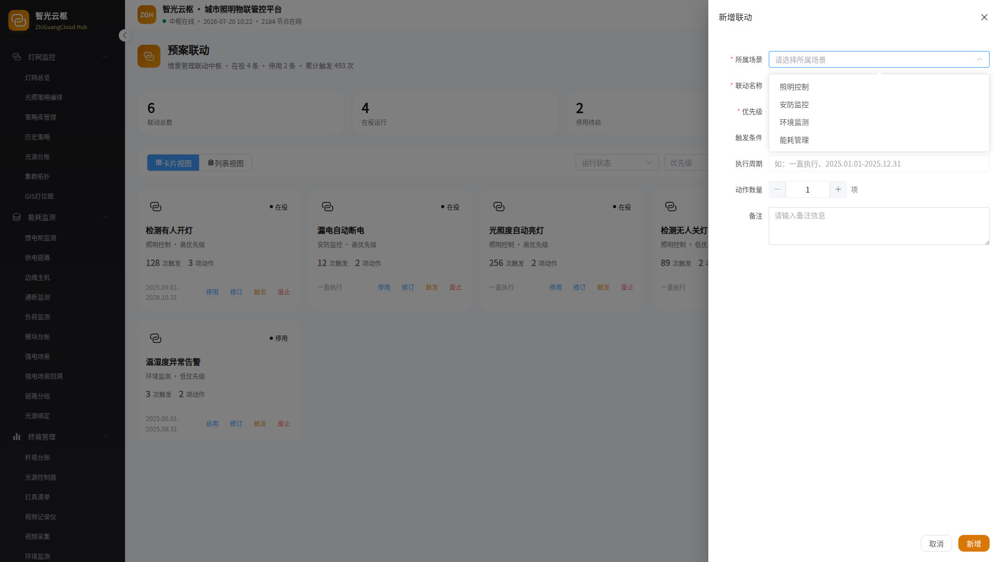 智光云枢
ZhiGuangCloud Hub
灯网监控
灯网总览
光照策略编排
策略库管理
历史策略
光源台账
集群拓扑
GIS灯位图
能耗监测
馈电柜监测
供电链路
边缘主机
通断监测
负荷监测
模块台账
强电场景
强电场景回溯
链路分组
光源绑定
终端管理
杆塔台账
光源控制器
灯具清单
视频记录仪
视频采集
环境监测
ZGH
智光云枢 · 城市照明物联管控平台
中枢在线 · 2026-07-20 10:22 · 2184 节点在网
预案联动
情景管理联动中枢 · 在役 4 条 · 停用 2 条 · 累计触发 493 次
6
联动总数
4
在役运行
2
停用待启
卡片视图
列表视图
运行状态
优先级
在役
检测有人开灯
照明控制 · 高优先级
128 次触发 3 项动作
2025.09.01-
2028.10.31
停用 修订 触发 废止
在役
漏电自动断电
安防监控 · 高优先级
12 次触发 2 项动作
一直执行 停用 修订 触发 废止
在役
光照度自动亮灯
照明控制 · 高优先级
256 次触发 2 项动作
一直执行 停用 修订 触发 废止
检测无人关灯
照明控制 · 低优
89 次触发 2
一直执行
停用
温湿度异常告警
环境监测 · 低优先级
3 次触发 2 项动作
2025.06.01-
2025.08.31
启用 修订 触发 废止
新增联动
* 所属场景 请选择所属场景
照明控制
安防监控
环境监测
能耗管理
* 联动名称
* 优先级
触发条件
执行周期 如：一直执行、2025.01.01-2025.12.31
动作数量 1 项
备注 请输入备注信息
取消 新增